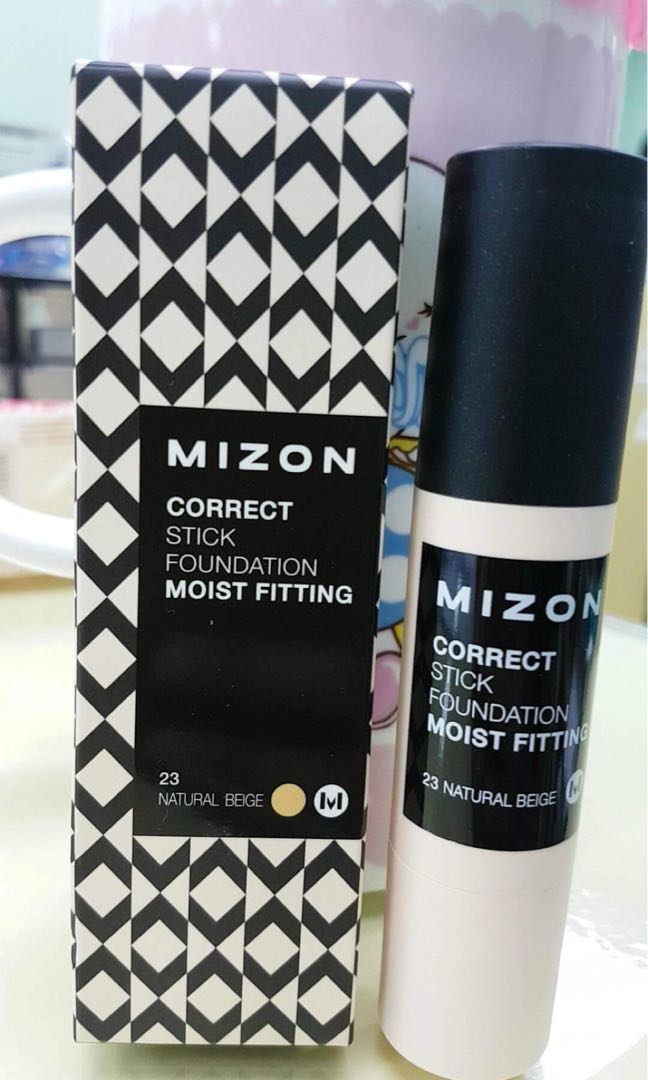 MIZON
CORRECT
STICK
FOUNDATION
MOIST FITTING
23
NATURAL BEIGE
M
MIZON
CORRECT
STICK
FOUNDATION
MOIST FITTING
23 NATURAL BEIGE
M